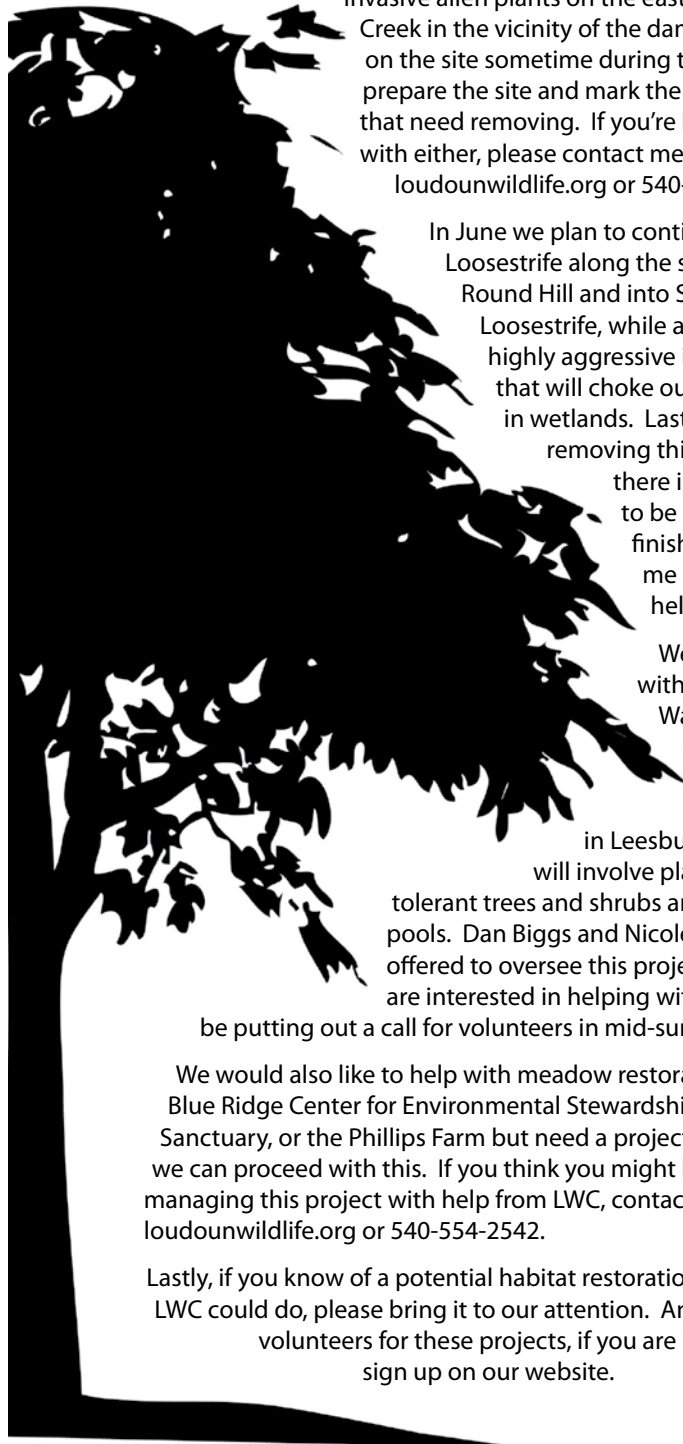 invasive alien plants on the east
Creek in the vicinity of the dam
on the site sometime during t
prepare the site and mark the
that need removing. If you're i
with either, please contact me
loudounwildlife.org or 540-
In June we plan to conti
Loosestrife along the s
Round Hill and into S
Loosestrife, while a
highly aggressive i
that will choke ou
in wetlands. Last
removing thi
there i
to be
finish
me
hel
We
with
Wa
in Leesbu
will involve pla
tolerant trees and shrubs ar
pools. Dan Biggs and Nicole
offered to oversee this proje
are interested in helping wit
be putting out a call for volunteers in mid-sur
We would also like to help with meadow restora
Blue Ridge Center for Environmental Stewardshi
Sanctuary, or the Phillips Farm but need a project
we can proceed with this. If you think you might
managing this project with help from LWC, contac
loudounwildlife.org or 540-554-2542.
Lastly, if you know of a potential habitat restoratio
LWC could do, please bring it to our attention. Ar
volunteers for these projects, if you are
sign up on our website.